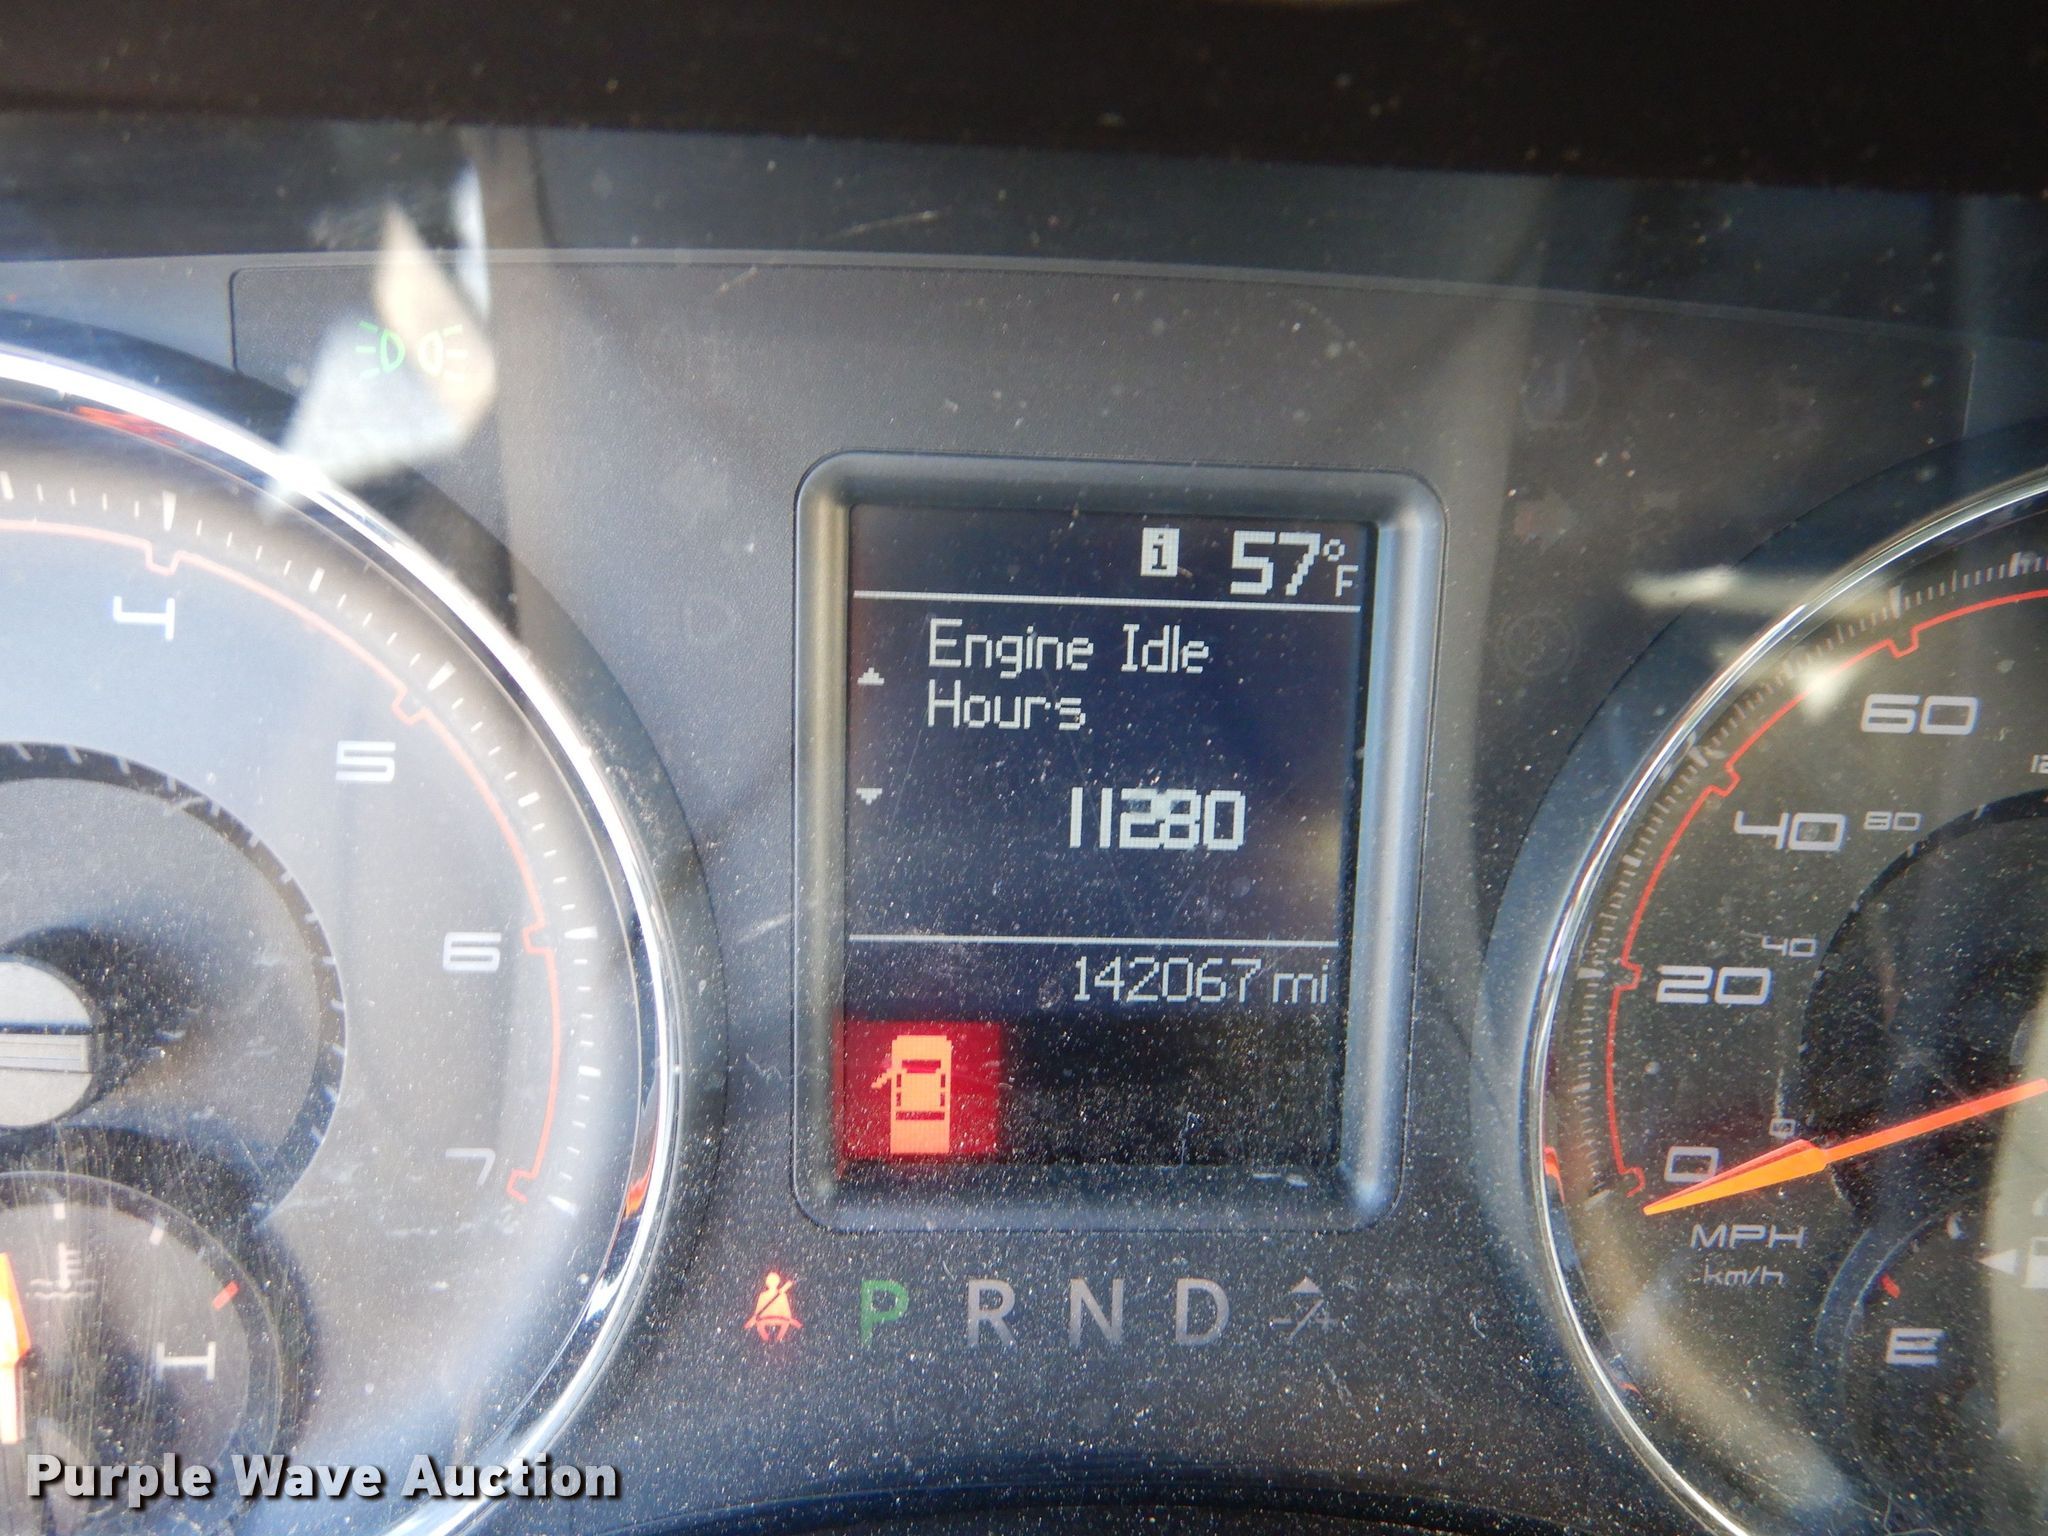 57°F
Engine Idle
Hours
11280
142067 mi
4
5
6
7
H
P R N D
60
40 80
20 40
0
MPH
km/h
E
Purple Wave Auction